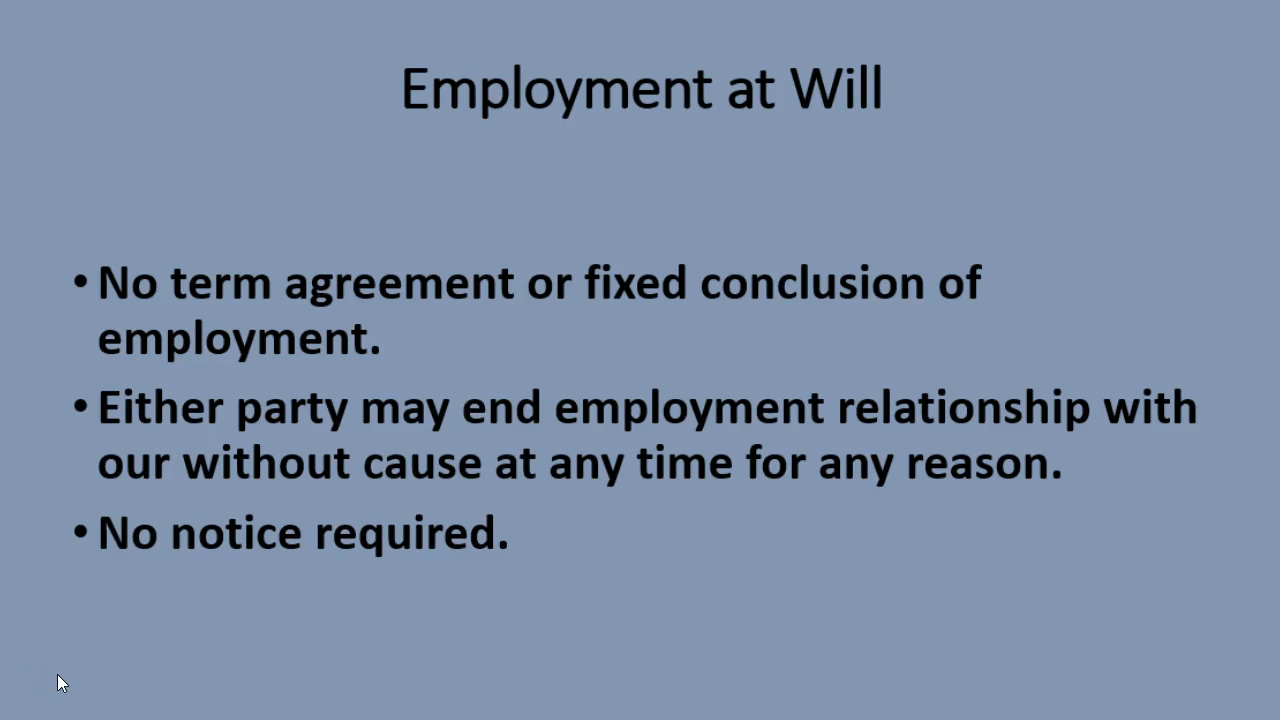 Employment at Will
• No term agreement or fixed conclusion of
employment.
• Either party may end employment relationship with
our without cause at any time for any reason.
• No notice required.